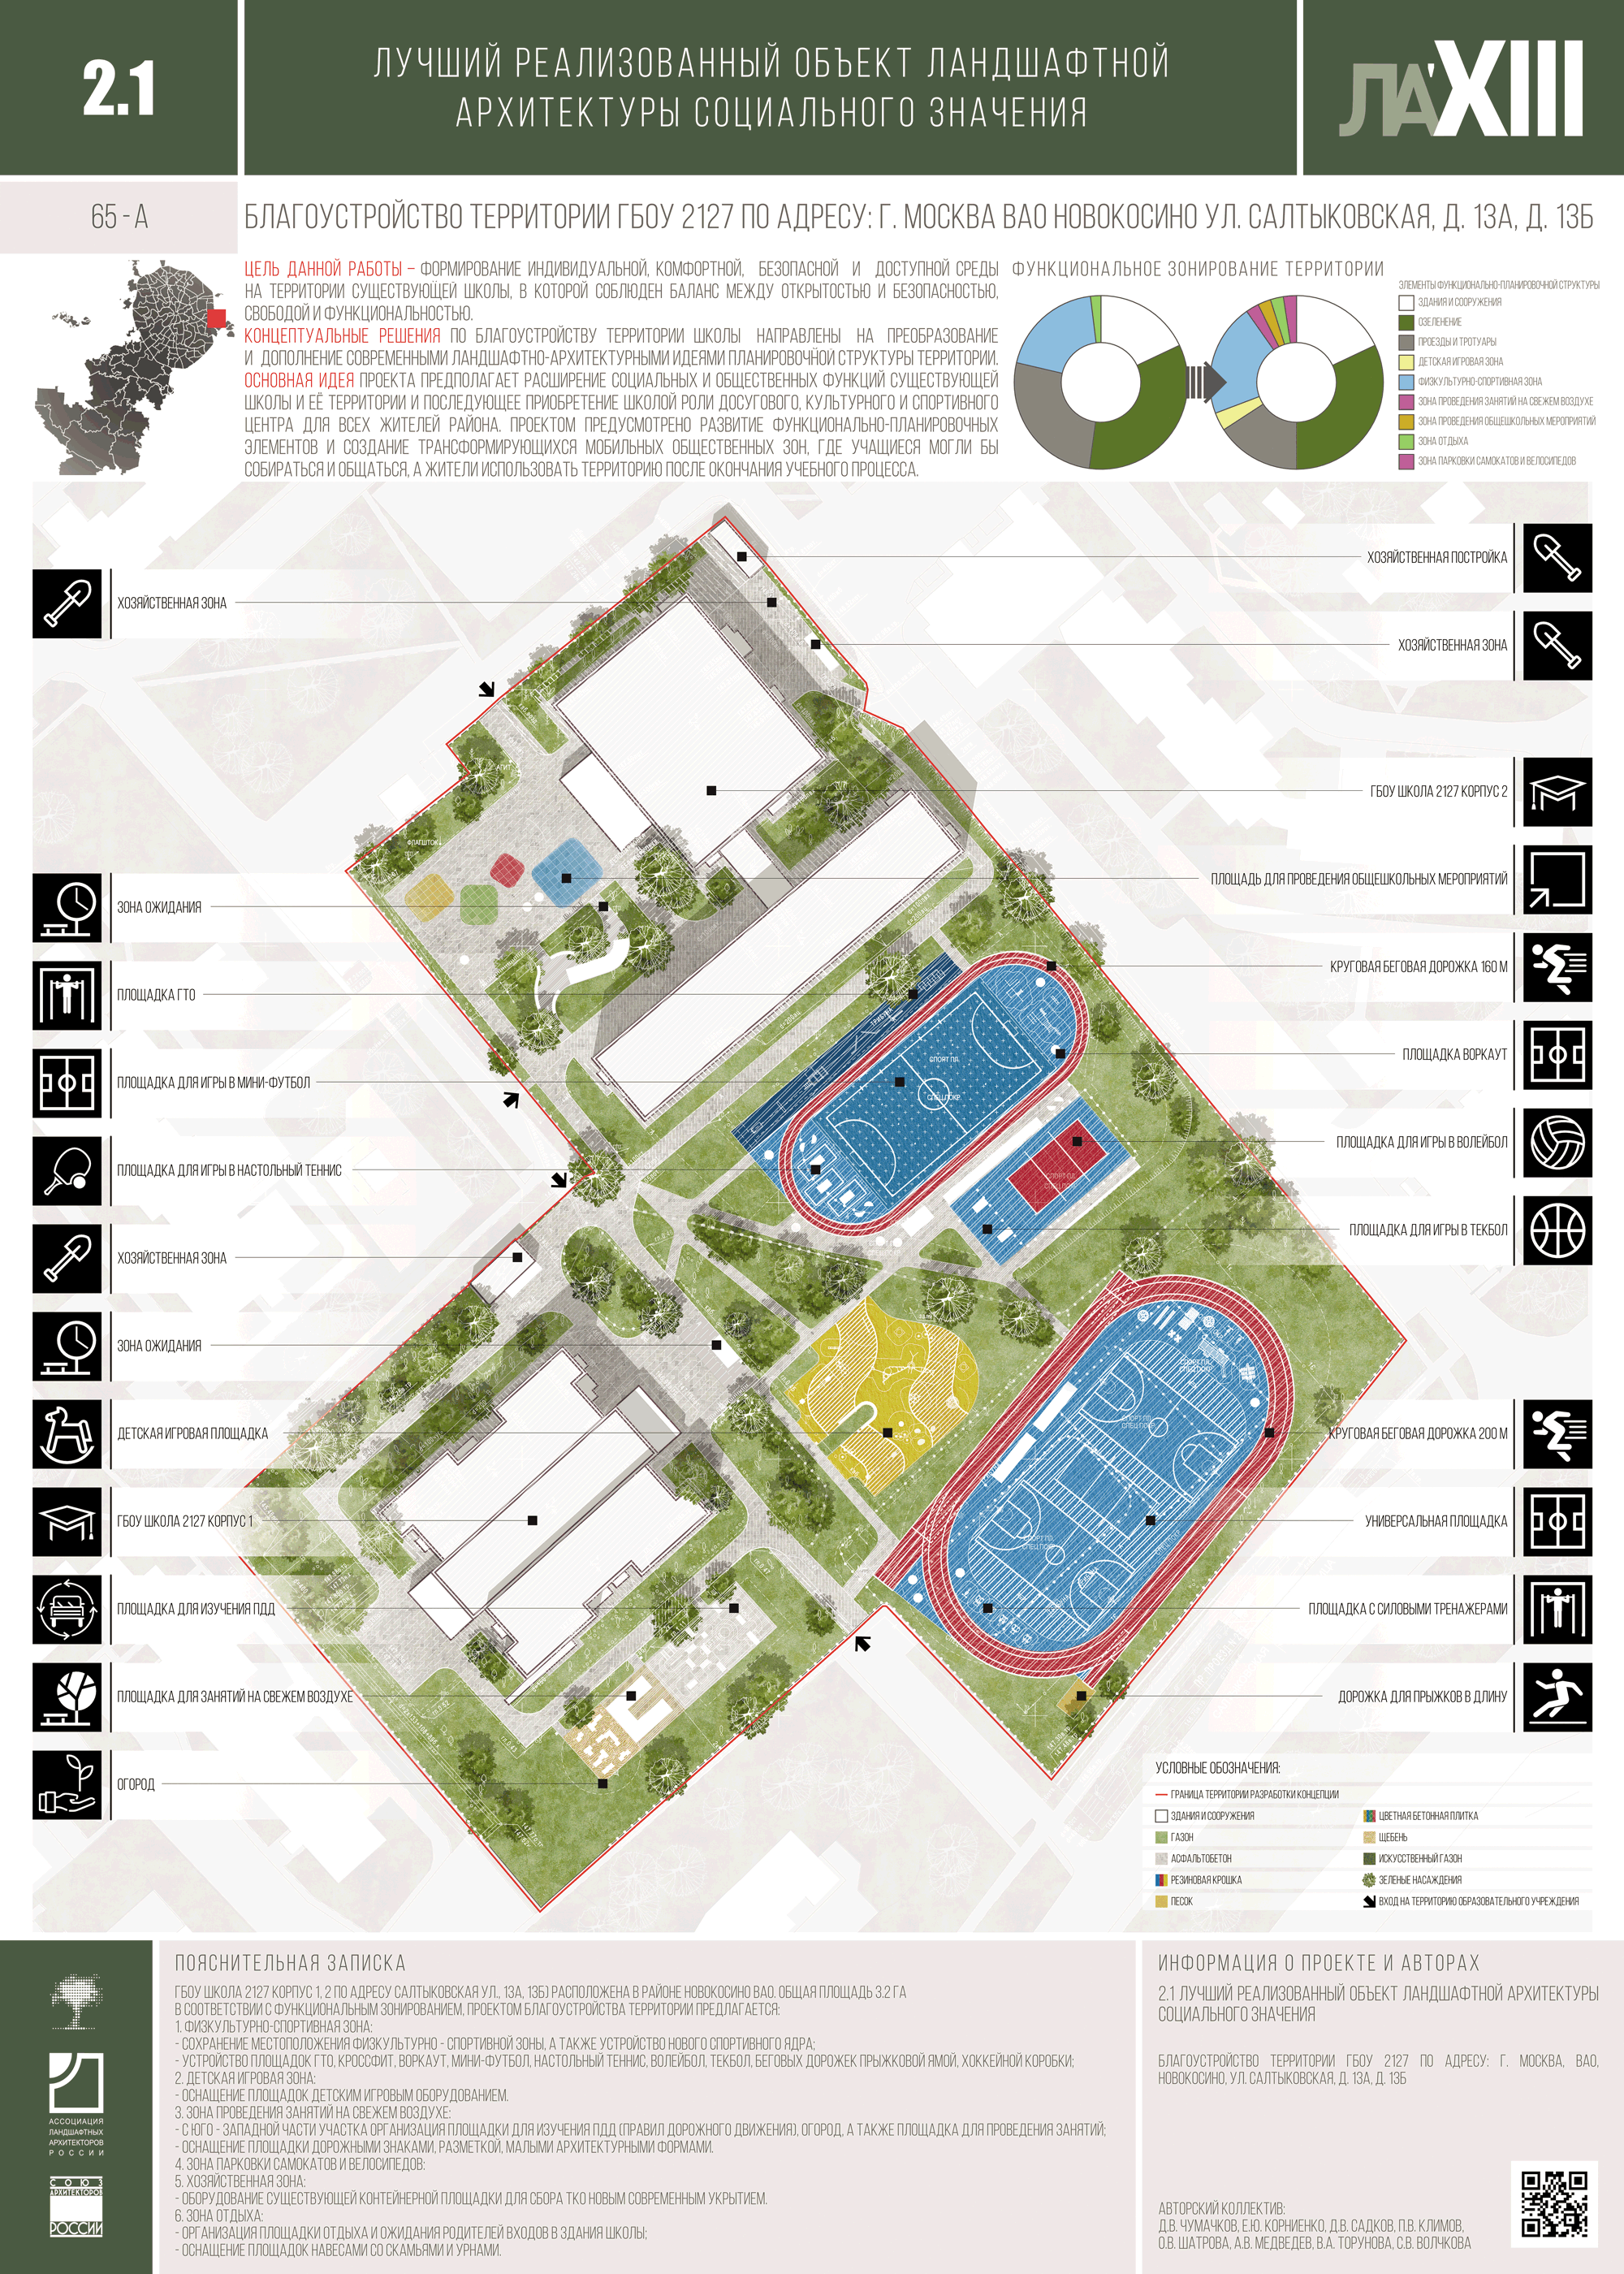 2.1
ЛУЧШИЙ РЕАЛИЗОВАННЫЙ ОБЪЕКТ ЛАНДШАФТНОЙ
АРХИТЕКТУРЫ СОЦИАЛЬНОГО ЗНАЧЕНИЯ
ЛА'XIII
65 - А
БЛАГОУСТРОЙСТВО ТЕРРИТОРИИ ГБОУ 2127 ПО АДРЕСУ: Г. МОСКВА ВАО НОВОКОСИНО УЛ. САЛТЫКОВСКАЯ, Д. 13А, Д. 13Б
ЦЕЛЬ ДАННОЙ РАБОТЫ – ФОРМИРОВАНИЕ ИНДИВИДУАЛЬНОЙ, КОМФОРТНОЙ, БЕЗОПАСНОЙ И ДОСТУПНОЙ СРЕДЫ
НА ТЕРРИТОРИИ СУЩЕСТВУЮЩЕЙ ШКОЛЫ, В КОТОРОЙ СОБЛЮДЕН БАЛАНС МЕЖДУ ОТКРЫТОСТЬЮ И БЕЗОПАСНОСТЬЮ,
СВОБОДОЙ И ФУНКЦИОНАЛЬНОСТЬЮ.
КОНЦЕПТУАЛЬНЫЕ РЕШЕНИЯ ПО БЛАГОУСТРОЙСТВУ ТЕРРИТОРИИ ШКОЛЫ НАПРАВЛЕНЫ НА ПРЕОБРАЗОВАНИЕ
И ДОПОЛНЕНИЕ СОВРЕМЕННЫМИ ЛАНДШАФТНО-АРХИТЕКТУРНЫМИ ИДЕЯМИ ПЛАНИРОВОЧНОЙ СТРУКТУРЫ ТЕРРИТОРИИ.
ОСНОВНАЯ ИДЕЯ ПРОЕКТА ПРЕДПОЛАГАЕТ РАСШИРЕНИЕ СОЦИАЛЬНЫХ И ОБЩЕСТВЕННЫХ ФУНКЦИЙ СУЩЕСТВУЮЩЕЙ
ШКОЛЫ И ЕЁ ТЕРРИТОРИИ И ПОСЛЕДУЮЩЕЕ ПРИОБРЕТЕНИЕ ШКОЛОЙ РОЛИ ДОСУГОВОГО, КУЛЬТУРНОГО И СПОРТИВНОГО
ЦЕНТРА ДЛЯ ВСЕХ ЖИТЕЛЕЙ РАЙОНА. ПРОЕКТОМ ПРЕДУСМОТРЕНО РАЗВИТИЕ ФУНКЦИОНАЛЬНО-ПЛАНИРОВОЧНЫХ
ЭЛЕМЕНТОВ И СОЗДАНИЕ ТРАНСФОРМИРУЮЩИХСЯ МОБИЛЬНЫХ ОБЩЕСТВЕННЫХ ЗОН, ГДЕ УЧАЩИЕСЯ МОГЛИ БЫ
СОБИРАТЬСЯ И ОБЩАТЬСЯ, А ЖИТЕЛИ ИСПОЛЬЗОВАТЬ ТЕРРИТОРИЮ ПОСЛЕ ОКОНЧАНИЯ УЧЕБНОГО ПРОЦЕССА.
ФУНКЦИОНАЛЬНОЕ ЗОНИРОВАНИЕ ТЕРРИТОРИИ
ЭЛЕМЕНТЫ ФУНКЦИОНАЛЬНО-ПЛАНИРОВОЧНОЙ СТРУКТУРЫ
ЗДАНИЯ И СООРУЖЕНИЯ
ОЗЕЛЕНЕНИЕ
ПРОЕЗДЫ И ТРОТУАРЫ
ДЕТСКАЯ ИГРОВАЯ ЗОНА
ФИЗКУЛЬТУРНО-СПОРТИВНАЯ ЗОНА
ЗОНА ПРОВЕДЕНИЯ ЗАНЯТИЙ НА СВЕЖЕМ ВОЗДУХЕ
ЗОНА ПРОВЕДЕНИЯ ОБЩЕШКОЛЬНЫХ МЕРОПРИЯТИЙ
ЗОНА ОТДЫХА
ЗОНА ПАРКОВКИ САМОКАТОВ И ВЕЛОСИПЕДОВ
ХОЗЯЙСТВЕННАЯ ЗОНА
ЗОНА ОЖИДАНИЯ
ПЛОЩАДКА ГТО
ПЛОЩАДКА ДЛЯ ИГРЫ В МИНИ-ФУТБОЛ
ПЛОЩАДКА ДЛЯ ИГРЫ В НАСТОЛЬНЫЙ ТЕННИС
ХОЗЯЙСТВЕННАЯ ЗОНА
ЗОНА ОЖИДАНИЯ
ДЕТСКАЯ ИГРОВАЯ ПЛОЩАДКА
ГБОУ ШКОЛА 2127 КОРПУС 1
ПЛОЩАДКА ДЛЯ ИЗУЧЕНИЯ ПДД
ПЛОЩАДКА ДЛЯ ЗАНЯТИЙ НА СВЕЖЕМ ВОЗДУХЕ
ОГОРОД
ФЛАГШТОК
СПОРТ ПЛ.
СПЕЦ.ПОКР.
СПОРТ ПЛ.
СПОРТ ПЛ.
СПЕЦ.ПОКР.
СПОРТ ПЛ.
СПЕЦ.ПОКР.
СПОРТ ПЛ.
СПЕЦ.ПОКР.
ХОЗЯЙСТВЕННАЯ ПОСТРОЙКА
ХОЗЯЙСТВЕННАЯ ЗОНА
ГБОУ ШКОЛА 2127 КОРПУС 2
ПЛОЩАДЬ ДЛЯ ПРОВЕДЕНИЯ ОБЩЕШКОЛЬНЫХ МЕРОПРИЯТИЙ
КРУГОВАЯ БЕГОВАЯ ДОРОЖКА 160 М
ПЛОЩАДКА ВОРКАУТ
ПЛОЩАДКА ДЛЯ ИГРЫ В ВОЛЕЙБОЛ
ПЛОЩАДКА ДЛЯ ИГРЫ В ТЕКБОЛ
КРУГОВАЯ БЕГОВАЯ ДОРОЖКА 200 М
УНИВЕРСАЛЬНАЯ ПЛОЩАДКА
ПЛОЩАДКА С СИЛОВЫМИ ТРЕНАЖЕРАМИ
ДОРОЖКА ДЛЯ ПРЫЖКОВ В ДЛИНУ
УСЛОВНЫЕ ОБОЗНАЧЕНИЯ:
ГРАНИЦА ТЕРРИТОРИИ РАЗРАБОТКИ КОНЦЕПЦИИ
ЗДАНИЯ И СООРУЖЕНИЯ
ГАЗОН
АСФАЛЬТОБЕТОН
РЕЗИНОВАЯ КРОШКА
ПЕСОК
ЦВЕТНАЯ БЕТОННАЯ ПЛИТКА
ЩЕБЕНЬ
ИСКУССТВЕННЫЙ ГАЗОН
ЗЕЛЕНЫЕ НАСАЖДЕНИЯ
ВХОД НА ТЕРРИТОРИЮ ОБРАЗОВАТЕЛЬНОГО УЧРЕЖДЕНИЯ
АССОЦИАЦИЯ
ЛАНДШАФТНЫХ
АРХИТЕКТОРОВ
РОССИИ
СОЮЗ
АРХИТЕКТОРОВ
РОССИИ
ПОЯСНИТЕЛЬНАЯ ЗАПИСКА
ГБОУ ШКОЛА 2127 КОРПУС 1, 2 ПО АДРЕСУ САЛТЫКОВСКАЯ УЛ., 13А, 13Б) РАСПОЛОЖЕНА В РАЙОНЕ НОВОКОСИНО ВАО. ОБЩАЯ ПЛОЩАДЬ 3.2 ГА
В СООТВЕТСТВИИ С ФУНКЦИОНАЛЬНЫМ ЗОНИРОВАНИЕМ, ПРОЕКТОМ БЛАГОУСТРОЙСТВА ТЕРРИТОРИИ ПРЕДЛАГАЕТСЯ:
1. ФИЗКУЛЬТУРНО-СПОРТИВНАЯ ЗОНА:
- СОХРАНЕНИЕ МЕСТОПОЛОЖЕНИЯ ФИЗКУЛЬТУРНО - СПОРТИВНОЙ ЗОНЫ, А ТАКЖЕ УСТРОЙСТВО НОВОГО СПОРТИВНОГО ЯДРА;
- УСТРОЙСТВО ПЛОЩАДОК ГТО, КРОССФИТ, ВОРКАУТ, МИНИ-ФУТБОЛ, НАСТОЛЬНЫЙ ТЕННИС, ВОЛЕЙБОЛ, ТЕКБОЛ, БЕГОВЫХ ДОРОЖЕК ПРЫЖКОВОЙ ЯМОЙ, ХОККЕЙНОЙ КОРОБКИ;
2. ДЕТСКАЯ ИГРОВАЯ ЗОНА:
- ОСНАЩЕНИЕ ПЛОЩАДОК ДЕТСКИМ ИГРОВЫМ ОБОРУДОВАНИЕМ.
3. ЗОНА ПРОВЕДЕНИЯ ЗАНЯТИЙ НА СВЕЖЕМ ВОЗДУХЕ:
- С ЮГО - ЗАПАДНОЙ ЧАСТИ УЧАСТКА ОРГАНИЗАЦИЯ ПЛОЩАДКИ ДЛЯ ИЗУЧЕНИЯ ПДД (ПРАВИЛ ДОРОЖНОГО ДВИЖЕНИЯ), ОГОРОД, А ТАКЖЕ ПЛОЩАДКА ДЛЯ ПРОВЕДЕНИЯ ЗАНЯТИЙ;
- ОСНАЩЕНИЕ ПЛОЩАДКИ ДОРОЖНЫМИ ЗНАКАМИ, РАЗМЕТКОЙ, МАЛЫМИ АРХИТЕКТУРНЫМИ ФОРМАМИ.
4. ЗОНА ПАРКОВКИ САМОКАТОВ И ВЕЛОСИПЕДОВ:
5. ХОЗЯЙСТВЕННАЯ ЗОНА:
- ОБОРУДОВАНИЕ СУЩЕСТВУЮЩЕЙ КОНТЕЙНЕРНОЙ ПЛОЩАДКИ ДЛЯ СБОРА ТКО НОВЫМ СОВРЕМЕННЫМ УКРЫТИЕМ.
6. ЗОНА ОТДЫХА:
- ОРГАНИЗАЦИЯ ПЛОЩАДКИ ОТДЫХА И ОЖИДАНИЯ РОДИТЕЛЕЙ ВХОДОВ В ЗДАНИЯ ШКОЛЫ;
- ОСНАЩЕНИЕ ПЛОЩАДОК НАВЕСАМИ СО СКАМЬЯМИ И УРНАМИ.
ИНФОРМАЦИЯ О ПРОЕКТЕ И АВТОРАХ
2.1 ЛУЧШИЙ РЕАЛИЗОВАННЫЙ ОБЪЕКТ ЛАНДШАФТНОЙ АРХИТЕКТУРЫ
СОЦИАЛЬНОГО ЗНАЧЕНИЯ
БЛАГОУСТРОЙСТВО ТЕРРИТОРИИ ГБОУ 2127 ПО АДРЕСУ: Г. МОСКВА, ВАО,
НОВОКОСИНО, УЛ. САЛТЫКОВСКАЯ, Д. 13А, Д. 13Б
АВТОРСКИЙ КОЛЛЕКТИВ:
Д.В. ЧУМАЧКОВ, Е.Ю. КОРНИЕНКО, Д.В. САДКОВ, П.В. КЛИМОВ,
О.В. ШАТРОВА, А.В. МЕДВЕДЕВ, В.А. ТОРУНОВА, С.В. ВОЛЧКОВА